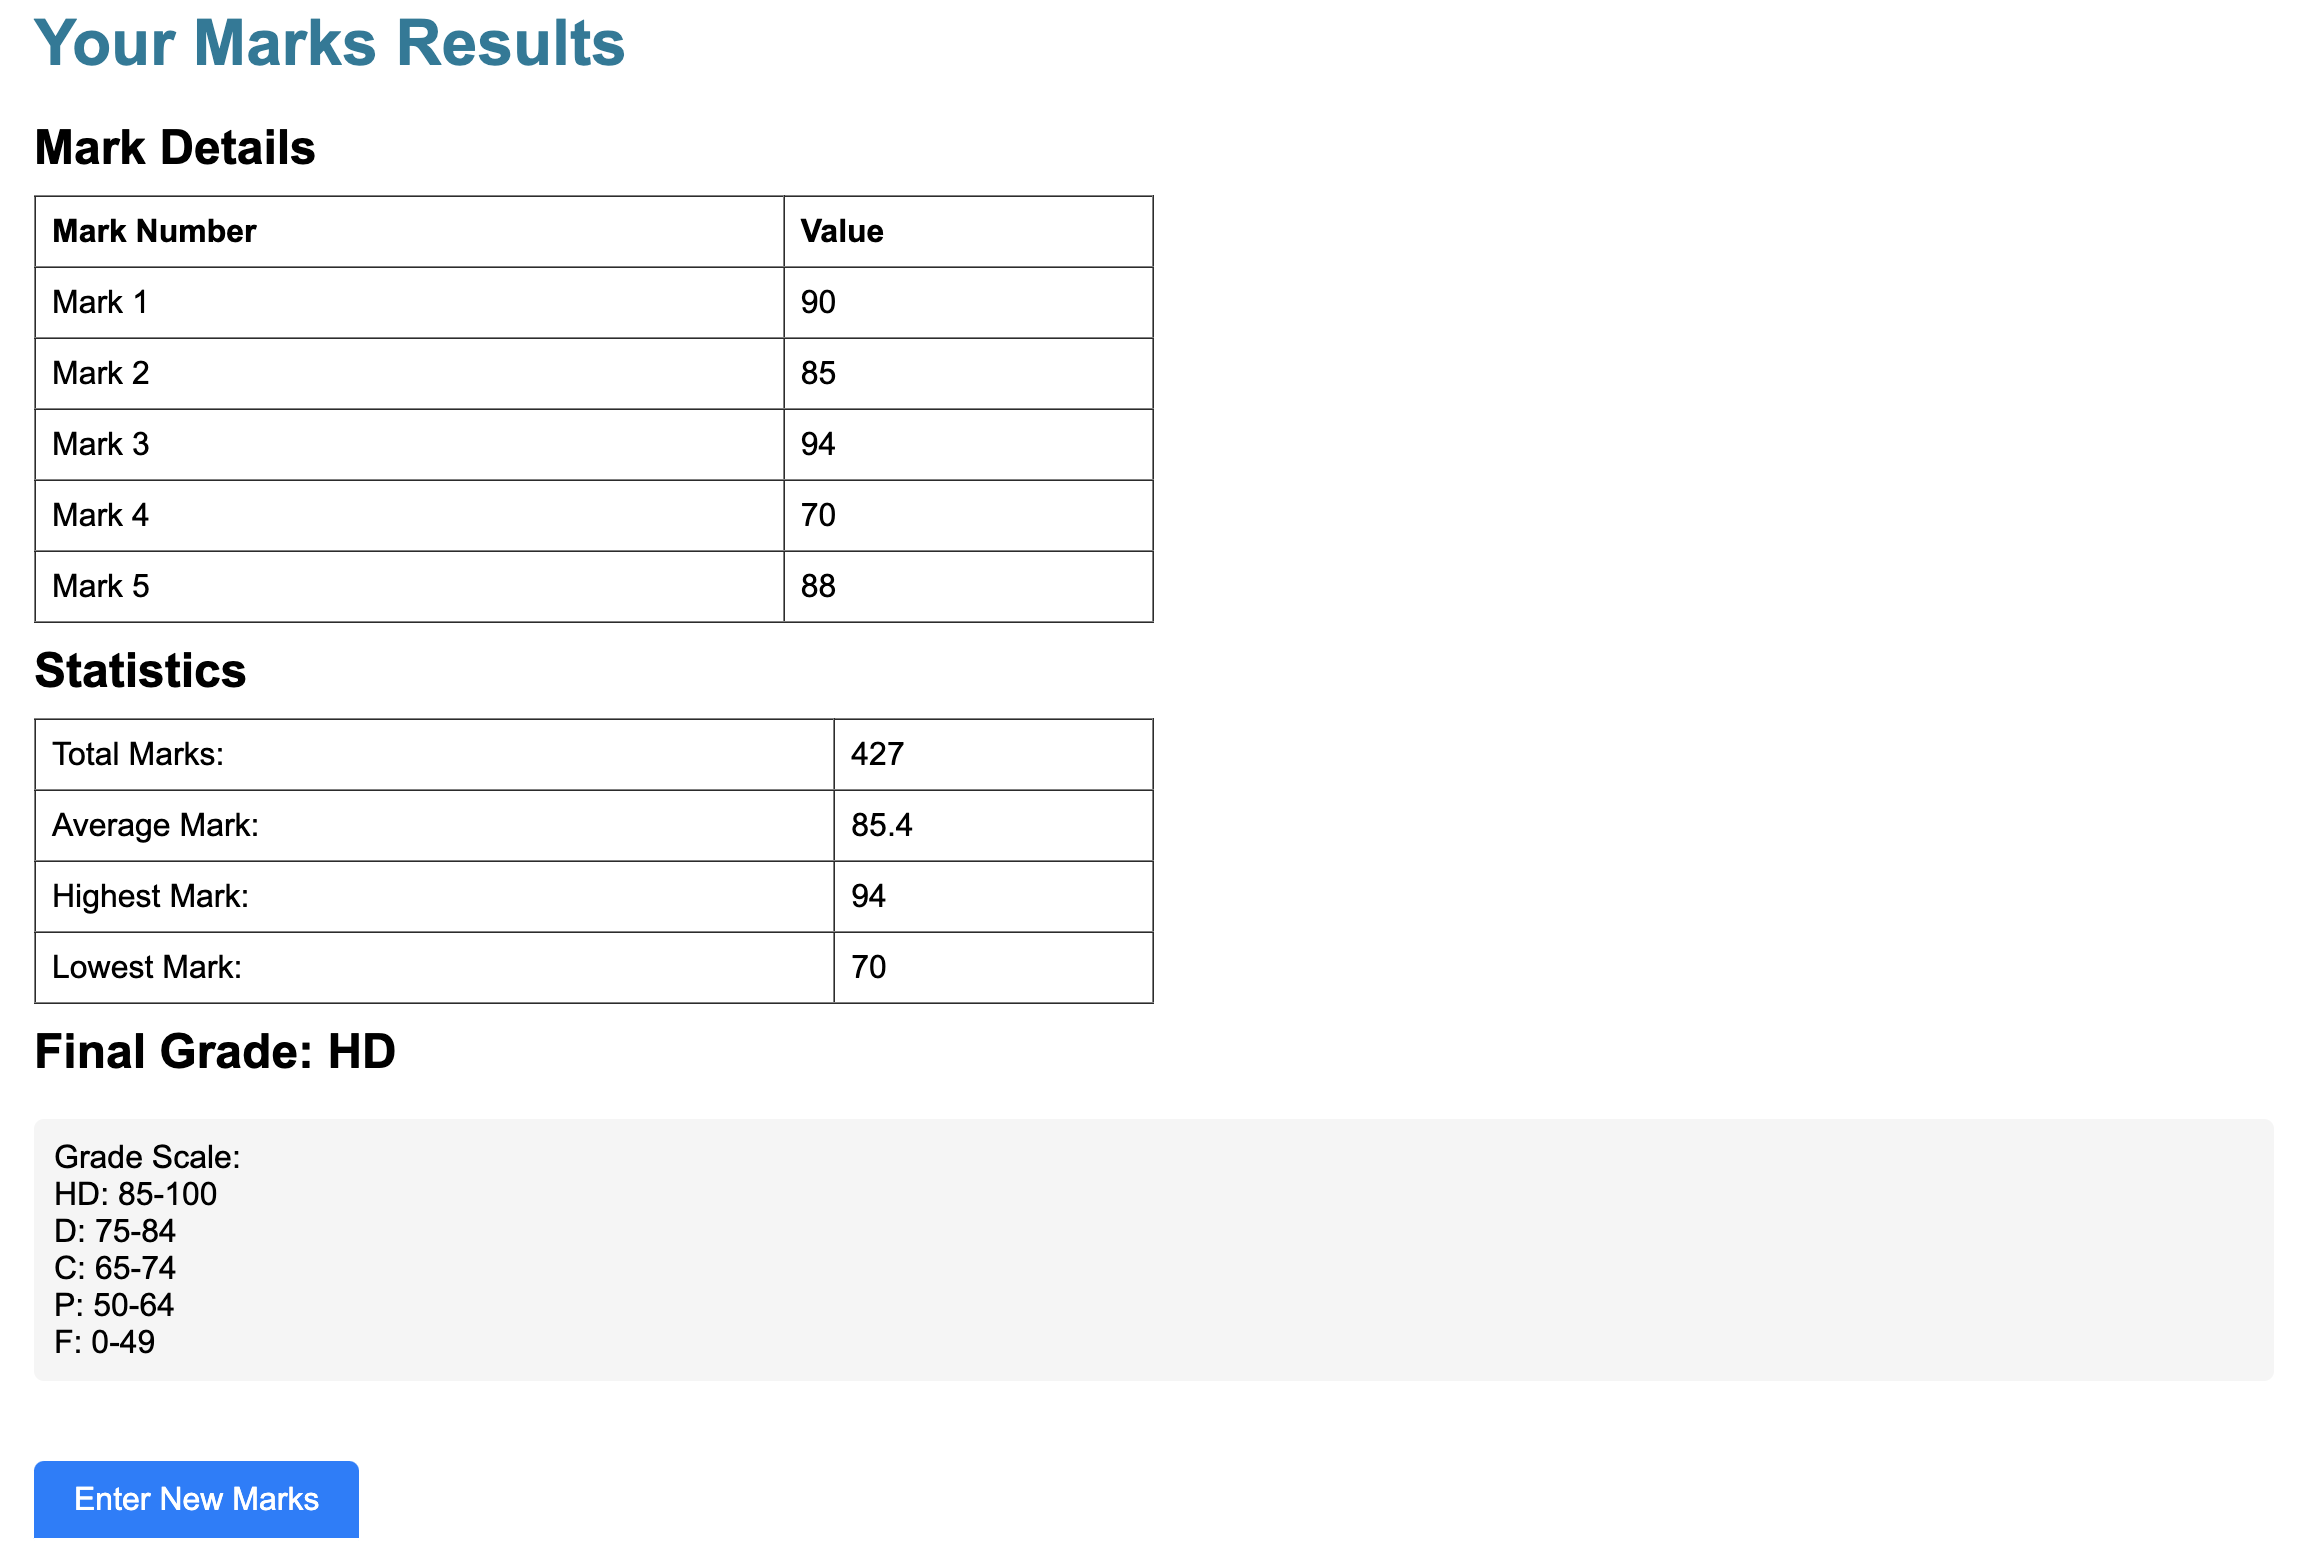 Your Marks Results
Mark Details
Mark Number Value
Mark 1 90
Mark 2 85
Mark 3 94
Mark 4 70
Mark 5 88
Statistics
Total Marks: 427
Average Mark: 85.4
Highest Mark: 94
Lowest Mark: 70
Final Grade: HD
Grade Scale:
HD: 85-100
D: 75-84
C: 65-74
P: 50-64
F: 0-49
Enter New Marks